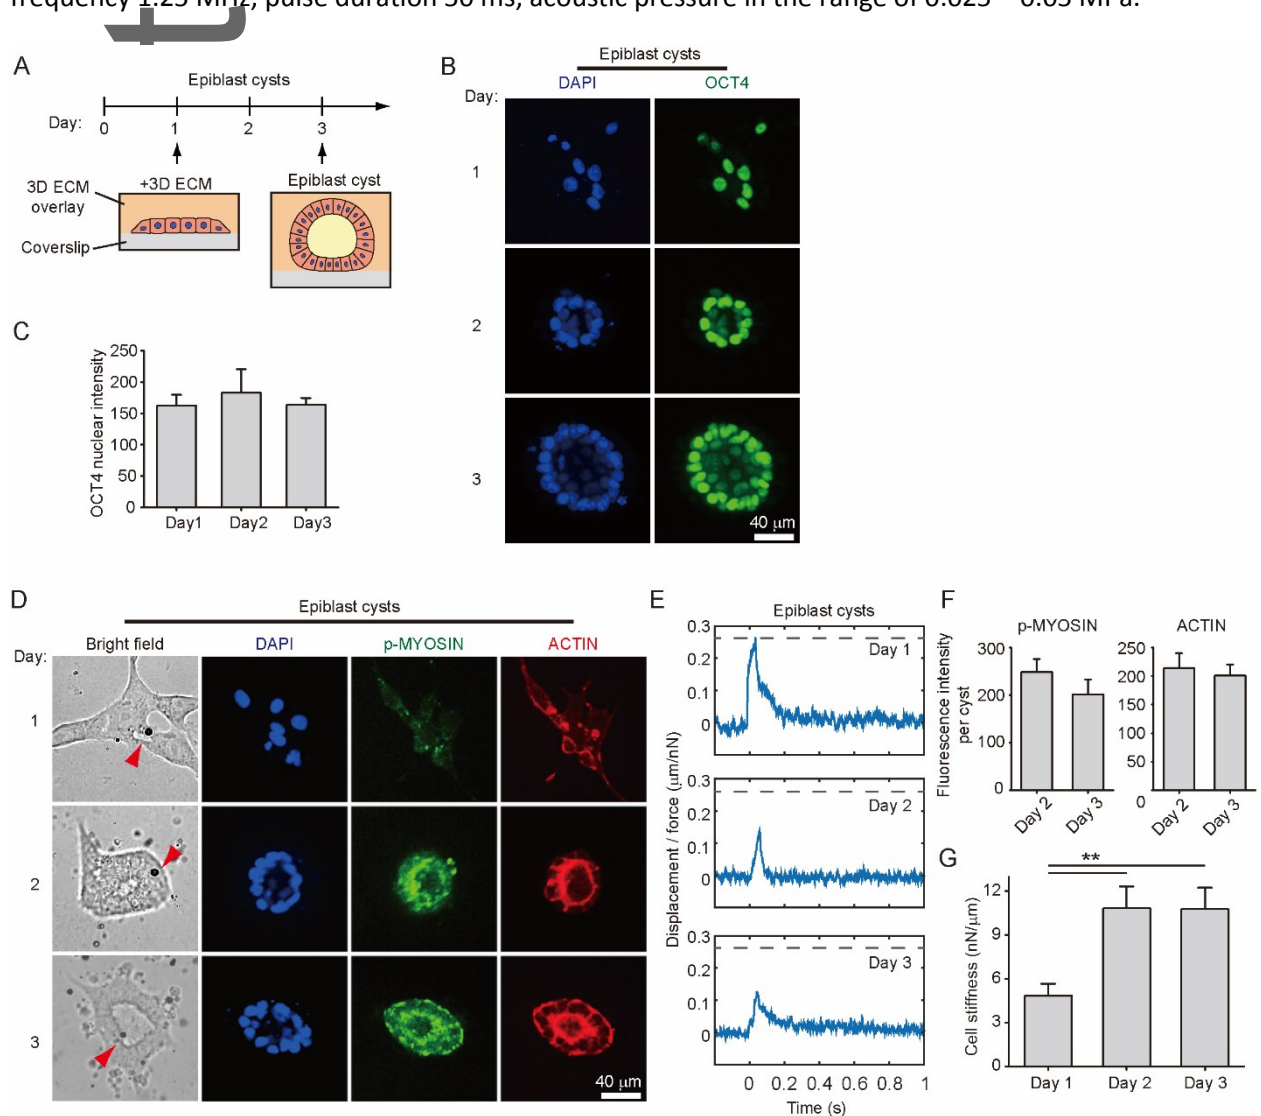 frequency 1.25 MHz, pulse duration 50 ms, acoustic pressure in the range of 0.025 – 0.05 MPa.
A
Epiblast cysts
Day:
0 1 2 3
+3D ECM
3D ECM
overlay
Coverslip
Epiblast cyst
B
Epiblast cysts
DAPI OCT4
Day:
1
2
3
40 μm
C
OCT4 nuclear intensity
250
200
150
100
50
0
Day1 Day2 Day3
D
Epiblast cysts
Bright field DAPI p-MYOSIN ACTIN
Day:
1
2
3
40 μm
E
Epiblast cysts
Displacement / force (μm/nN)
0.3
0.2
0.1
0
Day 1
0.3
0.2
0.1
0
Day 2
0.3
0.2
0.1
0
Day 3
0 0.2 0.4 0.6 0.8 1
Time (s)
F
p-MYOSIN
Fluorescence intensity
per cyst
300
200
100
0
Day 2 Day 3
ACTIN
250
200
150
100
50
0
Day 2 Day 3
G
**
Cell stiffness (nN/μm)
12
9
6
3
0
Day 1 Day 2 Day 3